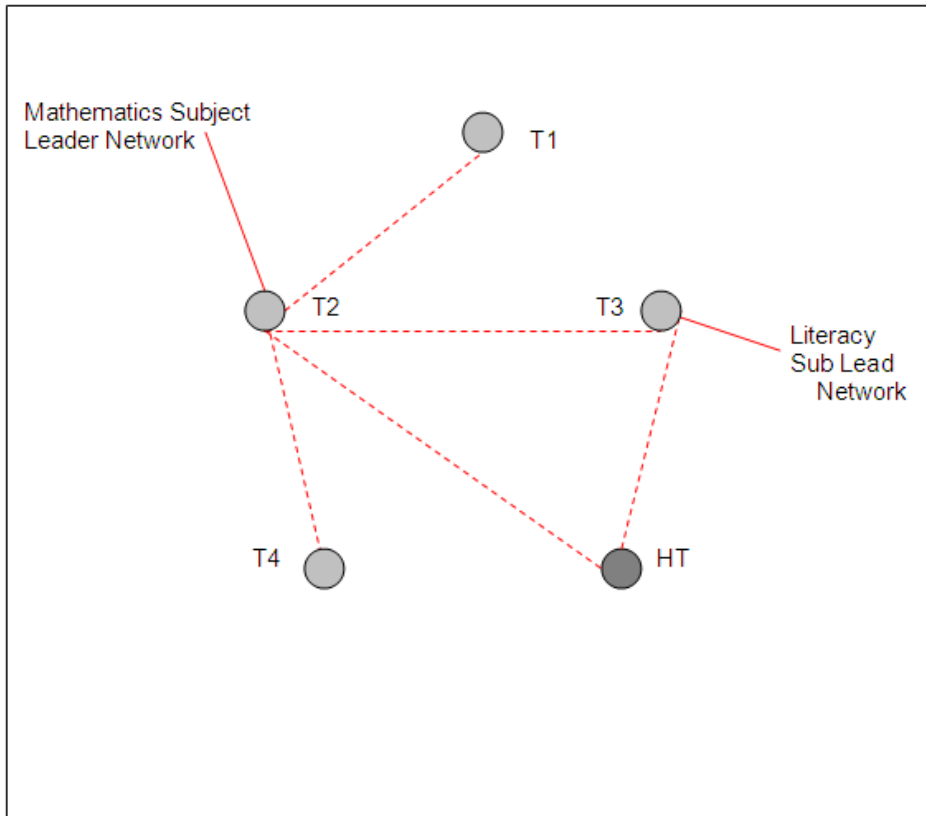 Mathematics Subject
Leader Network
T1
T2
T3
Literacy
Sub Lead
Network
T4
HT